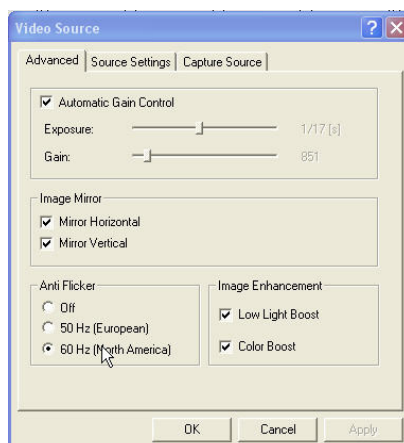 Video Source
Advanced Source Settings Capture Source
Automatic Gain Control
Exposure: 1/17 [s]
Gain: 851
Image Mirror
Mirror Horizontal
Mirror Vertical
Anti Flicker
Off
50 Hz (European)
60 Hz (North America)
Image Enhancement
Low Light Boost
Color Boost
OK Cancel Apply